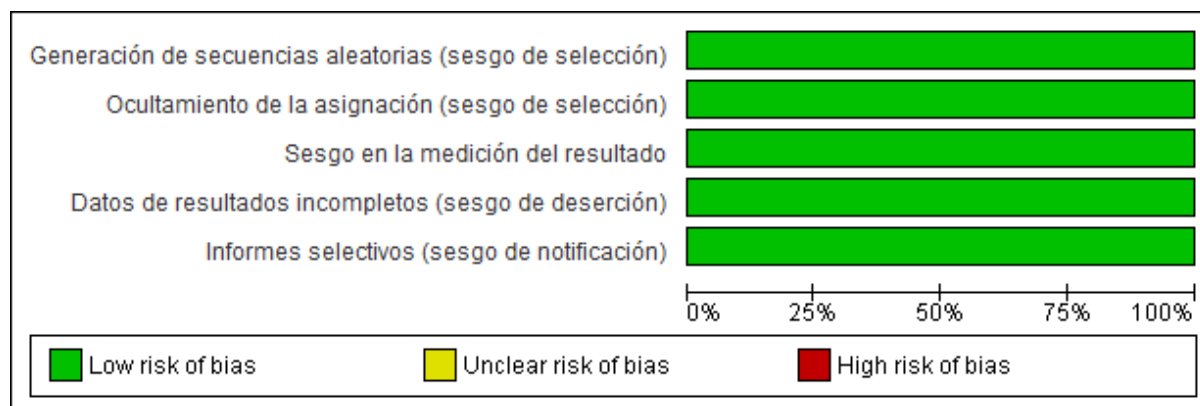 Generación de secuencias aleatorias (sesgo de selección)
Ocultamiento de la asignación (sesgo de selección)
Sesgo en la medición del resultado
Datos de resultados incompletos (sesgo de deserción)
Informes selectivos (sesgo de notificación)
0% 25% 50% 75% 100%
Low risk of bias Unclear risk of bias High risk of bias